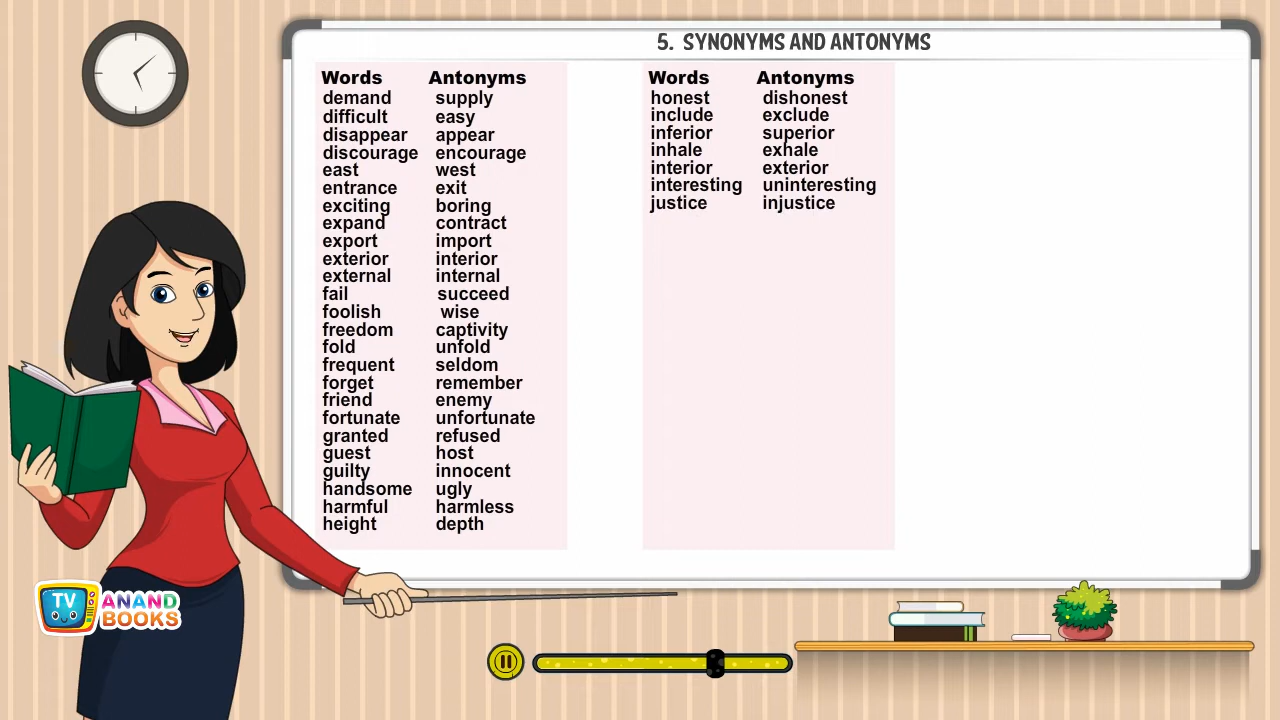 5. SYNONYMS AND ANTONYMS
Words Antonyms
demand supply
difficult easy
disappear appear
discourage encourage
east west
entrance exit
exciting boring
expand contract
export import
exterior interior
external internal
fail succeed
foolish wise
freedom captivity
fold unfold
frequent seldom
forget remember
friend enemy
fortunate unfortunate
granted refused
guest host
guilty innocent
handsome ugly
harmful harmless
height depth
Words Antonyms
honest dishonest
include exclude
inferior superior
inhale exhale
interior exterior
interesting uninteresting
justice injustice
TV
ANAND
BOOKS